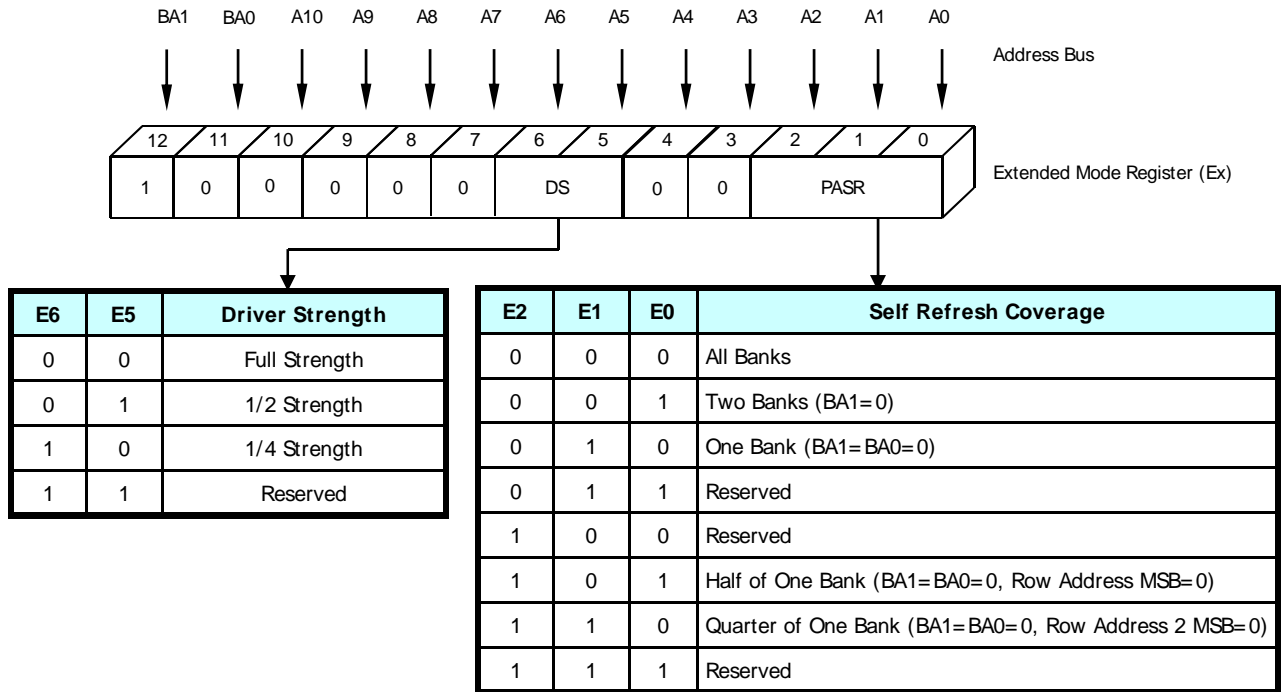 BA1 BA0 A10 A9 A8 A7 A6 A5 A4 A3 A2 A1 A0
Address Bus
12 11 10 9 8 7 6 5 4 3 2 1 0
1 0 0 0 0 0 DS 0 0 PASR
Extended Mode Register (Ex)
E6 E5 Driver Strength
0 0 Full Strength
0 1 1/2 Strength
1 0 1/4 Strength
1 1 Reserved
E2 E1 E0 Self Refresh Coverage
0 0 0 All Banks
0 0 1 Two Banks (BA1=0)
0 1 0 One Bank (BA1=BA0=0)
0 1 1 Reserved
1 0 0 Reserved
1 0 1 Half of One Bank (BA1=BA0=0, Row Address MSB=0)
1 1 0 Quarter of One Bank (BA1=BA0=0, Row Address 2 MSB=0)
1 1 1 Reserved